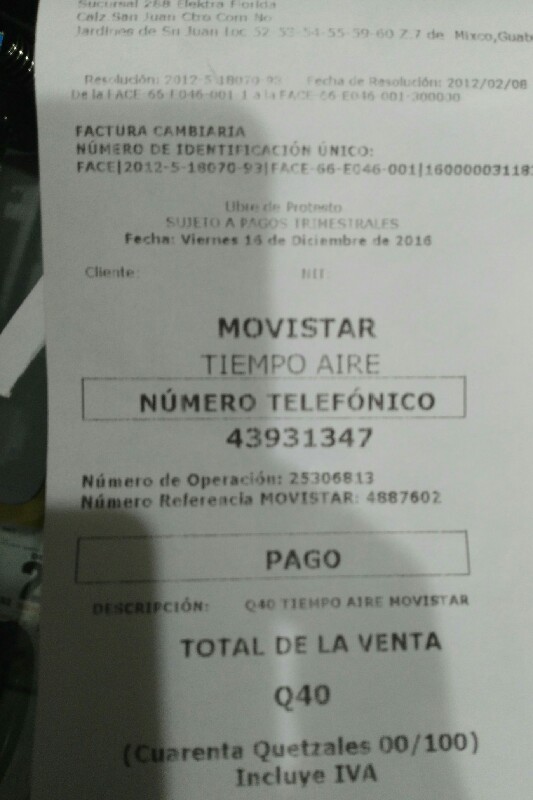 Sucursal 268 Elektra Florida
Calz San Juan Ctro Com No
Jardines de Sn Juan Loc 52-53-54-55-59-60 Z.7 de Mixco,Guate
Resolución: 2012-5-18070-93 Fecha de Resolución: 2012/02/08
De la FACE-66-E046-001-1 a la FACE-66-E046-001-300000
FACTURA CAMBIARIA
NÚMERO DE IDENTIFICACIÓN ÚNICO:
FACE|2012-5-18070-93|FACE-66-E046-001|1600000311
Libre de Protesto
SUJETO A PAGOS TRIMESTRALES
Fecha: Viernes 16 de Diciembre de 2016
Cliente: NIT:
MOVISTAR
TIEMPO AIRE
NÚMERO TELEFÓNICO
43931347
Número de Operación: 25306813
Número Referencia MOVISTAR: 4887602
PAGO
DESCRIPCIÓN: Q40 TIEMPO AIRE MOVISTAR
TOTAL DE LA VENTA
Q40
(Cuarenta Quetzales 00/100)
Incluye IVA